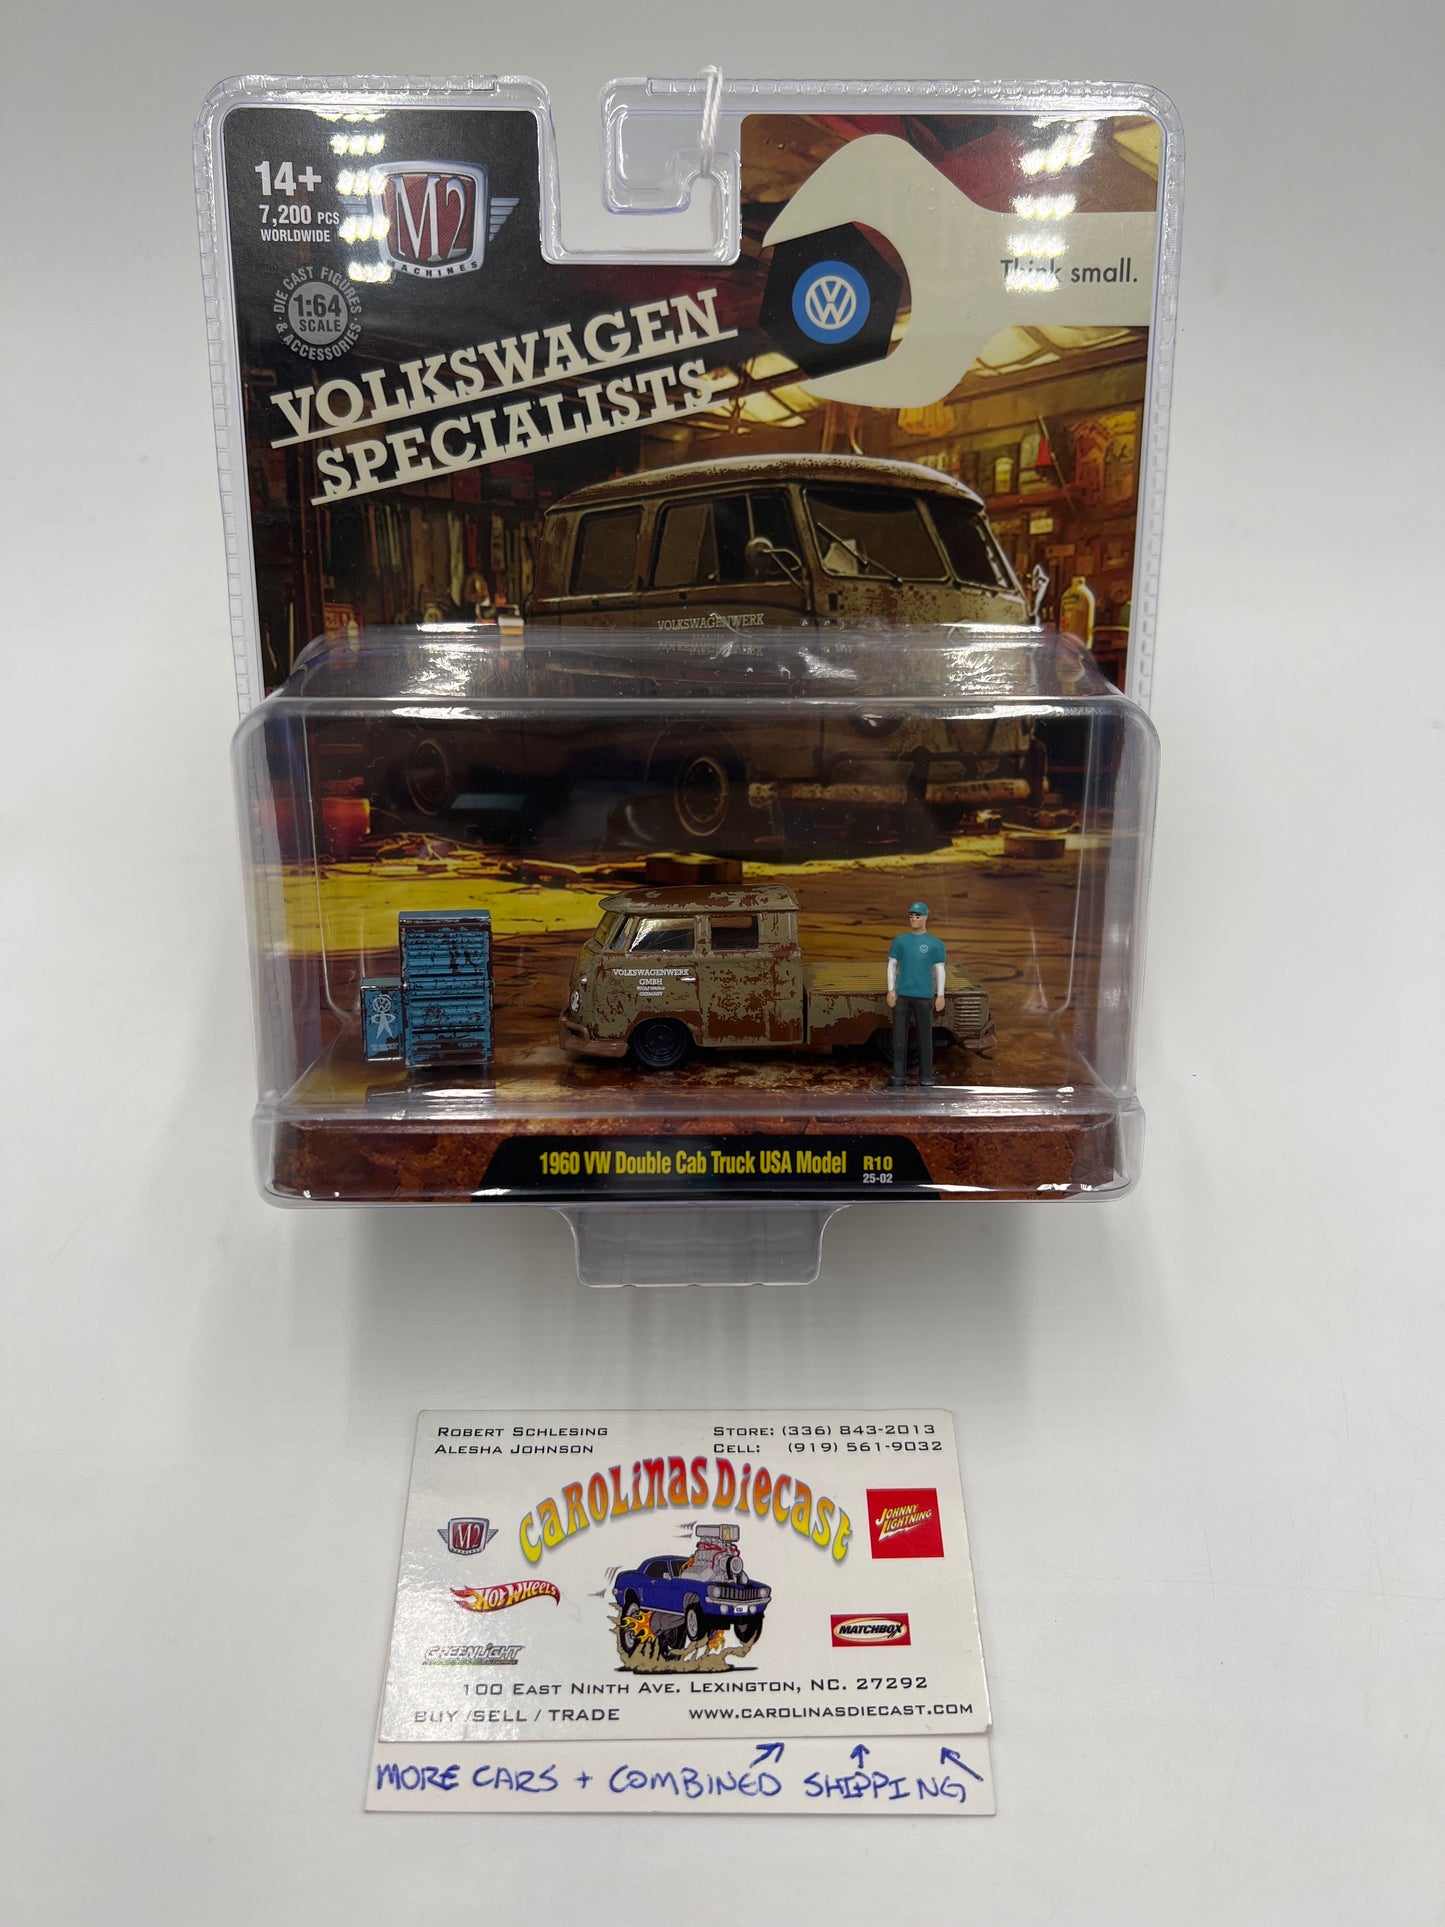 14+
7,200 PCS
WORLDWIDE
M2
MACHINES
DIE CAST FIGURES
& ACCESSORIES
1:64
SCALE
Think small.
VOLKSWAGEN
SPECIALISTS
VOLKSWAGENWERK
VOLKSWAGENWERK
GMBH
GERMANY
1960 VW Double Cab Truck USA Model R10
25-02
ROBERT SCHLESING
ALESHA JOHNSON
STORE: (336) 843-2013
CELL: (919) 561-9032
CAROLINAS DIECAST
M2
JOHNNY LIGHTNING
HOT WHEELS
MATCHBOX
GREENLIGHT
100 EAST NINTH AVE. LEXINGTON, NC. 27292
BUY /SELL / TRADE WWW.CAROLINASDIECAST.COM
MORE CARS + COMBINED SHIPPING